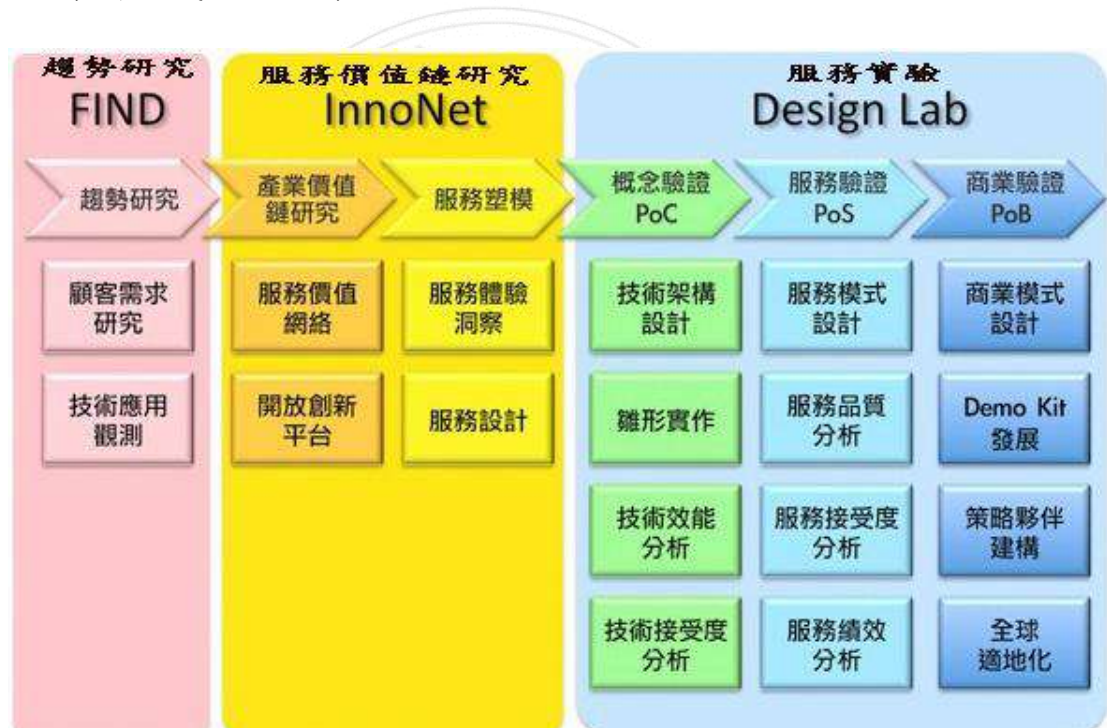 趨勢研究
FIND
趨勢研究
顧客需求
研究
技術應用
觀測
服務價值鏈研究
InnoNet
產業價值
鏈研究
服務價值
網絡
開放創新
平台
服務塑模
服務體驗
洞察
服務設計
服務實驗
Design Lab
概念驗證
PoC
技術架構
設計
雛形實作
技術效能
分析
技術接受度
分析
服務驗證
PoS
服務模式
設計
服務品質
分析
服務接受度
分析
服務績效
分析
商業驗證
PoB
商業模式
設計
Demo Kit
發展
策略夥伴
建構
全球
適地化